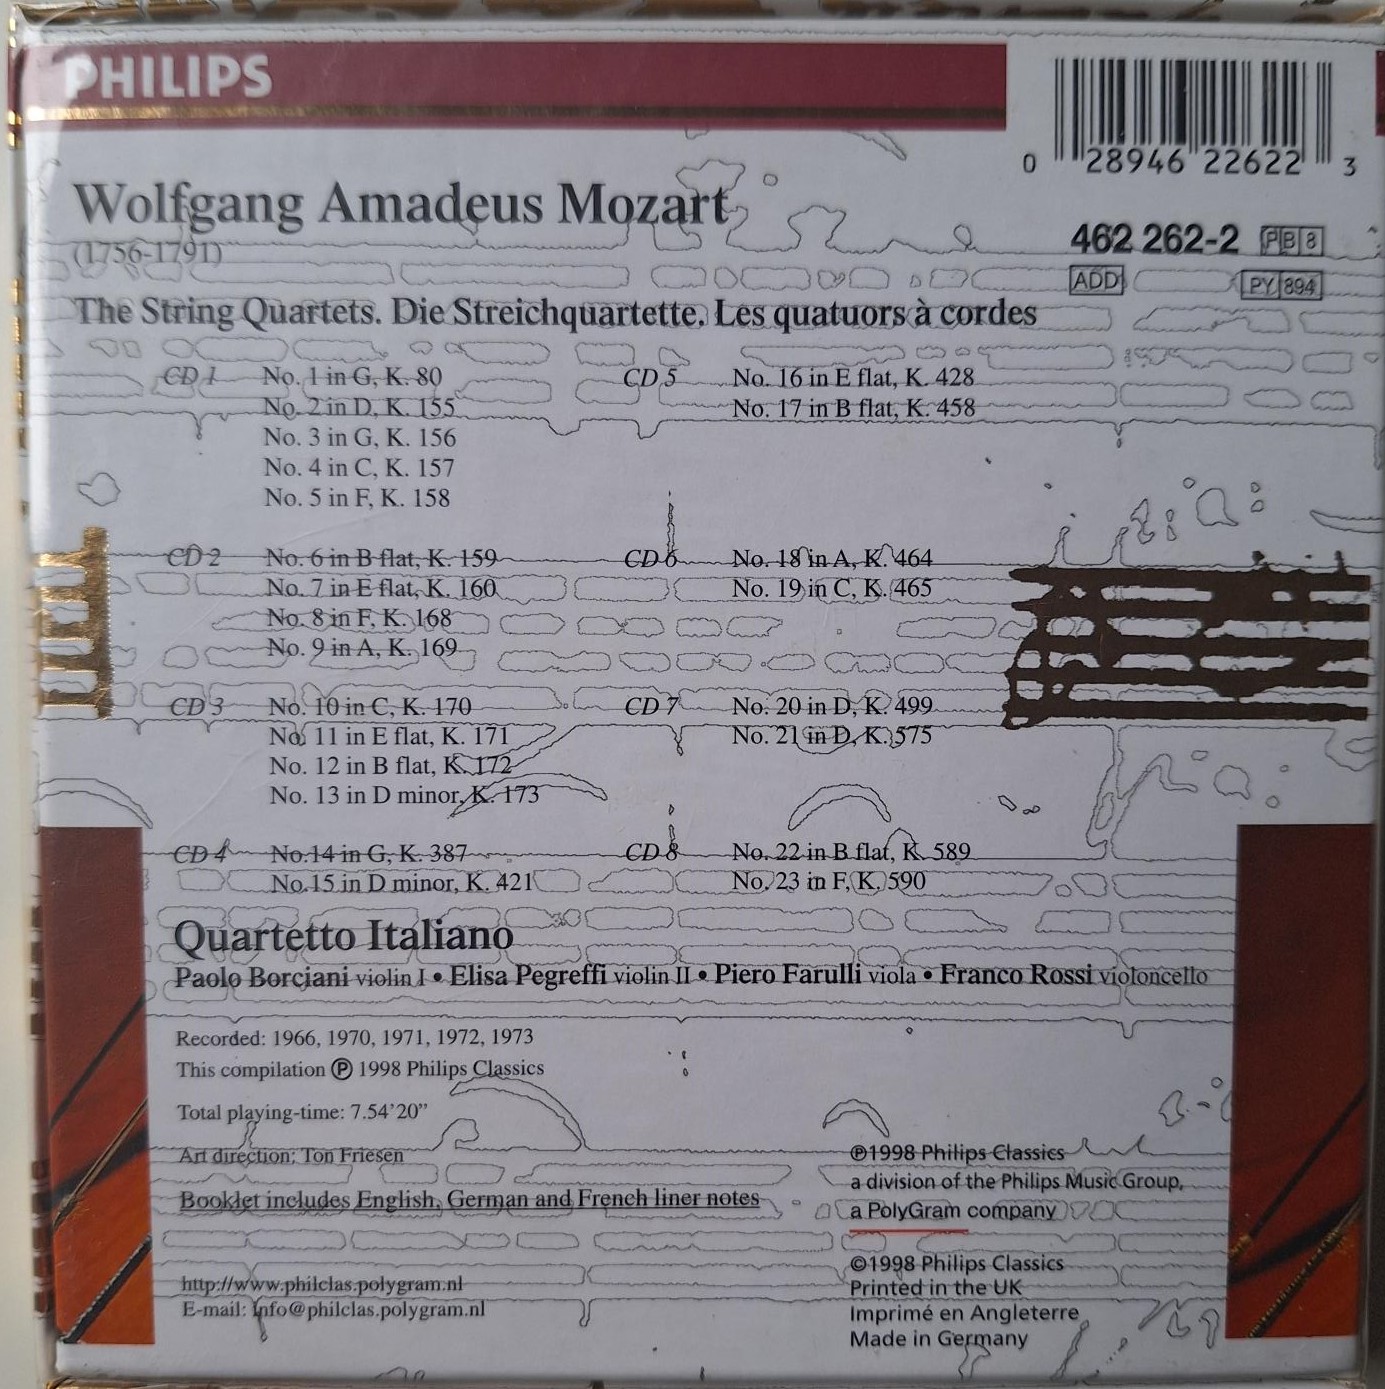 PHILIPS
0 28946 22622 3
Wolfgang Amadeus Mozart
(1756-1791)
462 262-2 PB 8
ADD PY 894
The String Quartets. Die Streichquartette. Les quatuors à cordes
CD 1 No. 1 in G, K. 80
No. 2 in D, K. 155
No. 3 in G, K. 156
No. 4 in C, K. 157
No. 5 in F, K. 158
CD 2 No. 6 in B flat, K. 159
No. 7 in E flat, K. 160
No. 8 in F, K. 168
No. 9 in A, K. 169
CD 3 No. 10 in C, K. 170
No. 11 in E flat, K. 171
No. 12 in B flat, K. 172
No. 13 in D minor, K. 173
CD 4 No.14 in G, K. 387
No.15 in D minor, K. 421
CD 5 No. 16 in E flat, K. 428
No. 17 in B flat, K. 458
CD 6 No. 18 in A, K. 464
No. 19 in C, K. 465
CD 7 No. 20 in D, K. 499
No. 21 in D, K. 575
CD 8 No. 22 in B flat, K. 589
No. 23 in F, K. 590
Quartetto Italiano
Paolo Borciani violin I • Elisa Pegreffi violin II • Piero Farulli viola • Franco Rossi violoncello
Recorded: 1966, 1970, 1971, 1972, 1973
This compilation ℗ 1998 Philips Classics
Total playing-time: 7.54'20”
Art direction: Ton Friesen
Booklet includes English, German and French liner notes
http://www.philclas.polygram.nl
E-mail: info@philclas.polygram.nl
℗1998 Philips Classics
a division of the Philips Music Group,
a PolyGram company
©1998 Philips Classics
Printed in the UK
Imprimé en Angleterre
Made in Germany